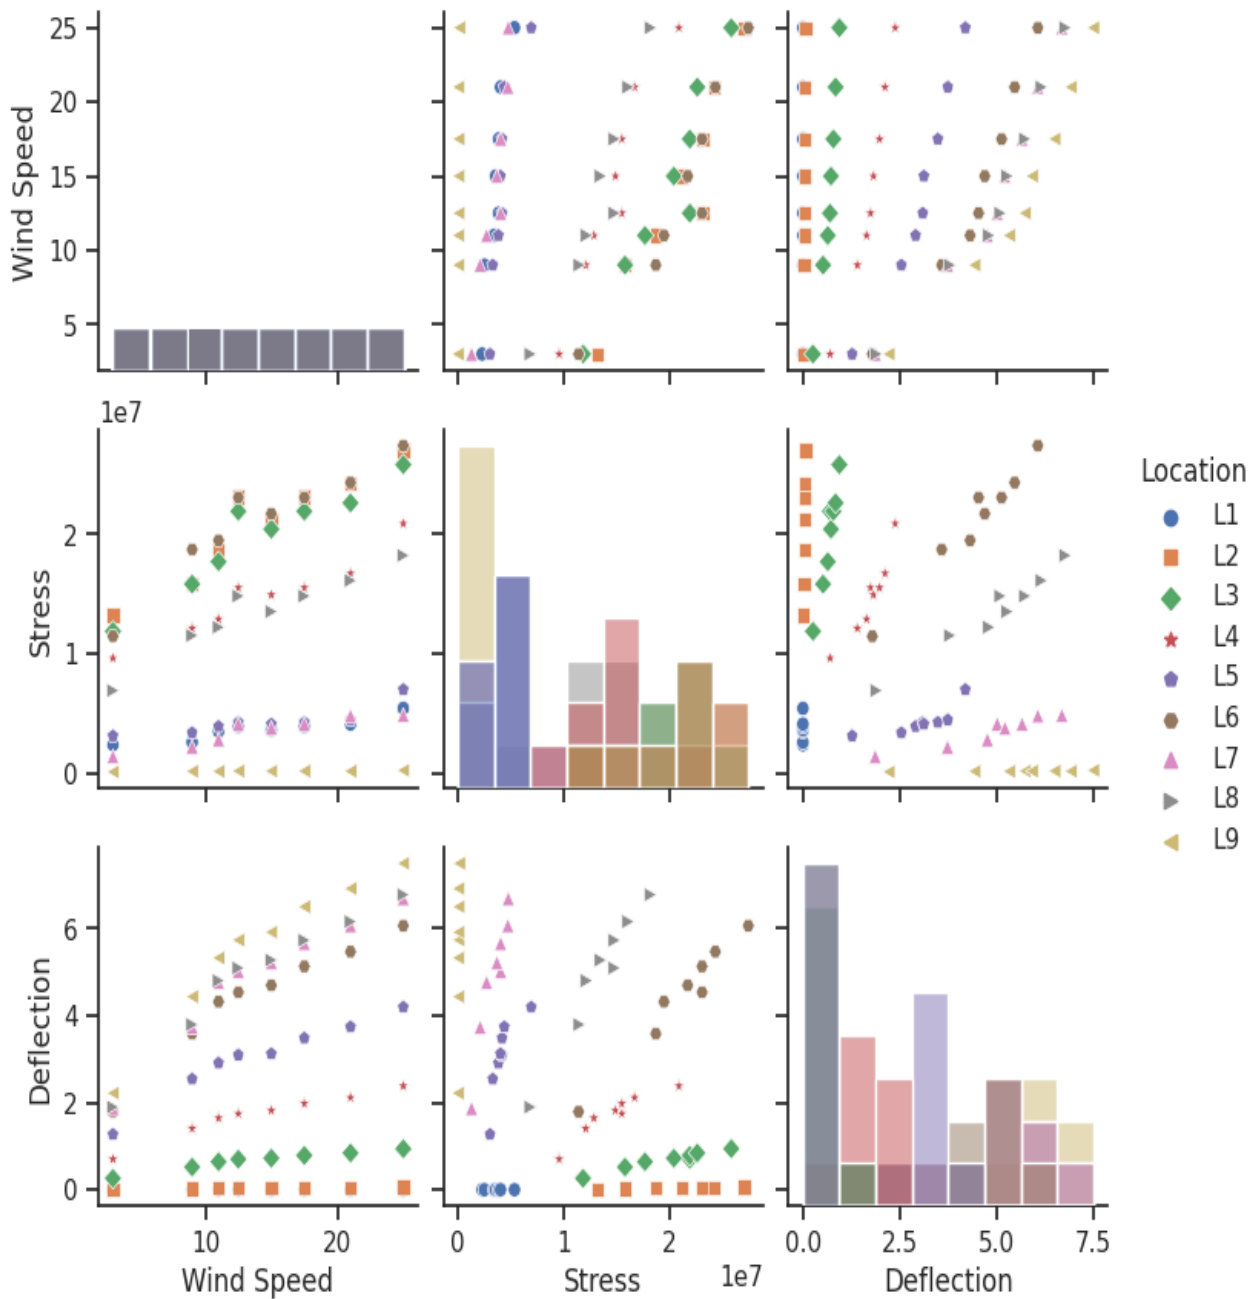 25
20
15
10
5
Wind Speed
1e7
2
1
0
Stress
Location
L1
L2
L3
L4
L5
L6
L7
L8
L9
6
4
2
0
Deflection
10 20 0 1 2 0.0 2.5 5.0 7.5
1e7
Wind Speed Stress Deflection